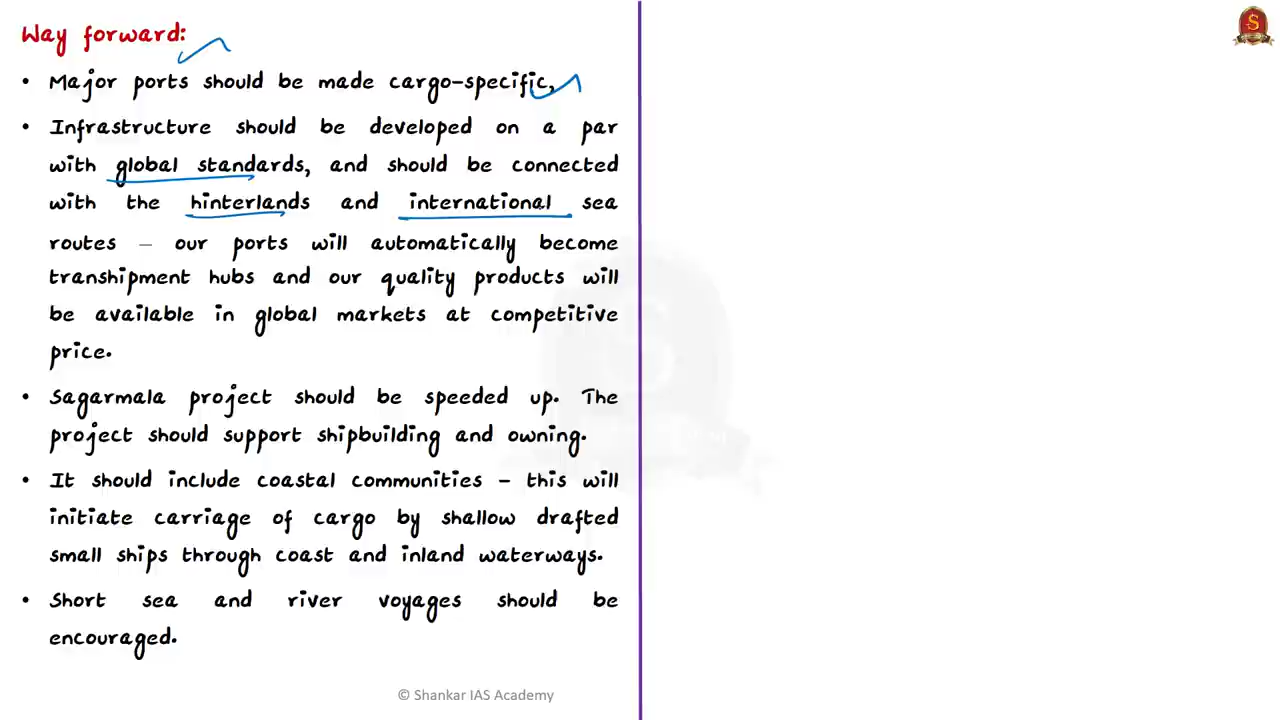 Way forward:
• Major ports should be made cargo-specific,
• Infrastructure should be developed on a par
with global standards, and should be connected
with the hinterlands and international sea
routes – our ports will automatically become
transhipment hubs and our quality products will
be available in global markets at competitive
price.
• Sagarmala project should be speeded up. The
project should support shipbuilding and owning.
• It should include coastal communities – this will
initiate carriage of cargo by shallow drafted
small ships through coast and inland waterways.
• Short sea and river voyages should be
encouraged.
© Shankar IAS Academy
S